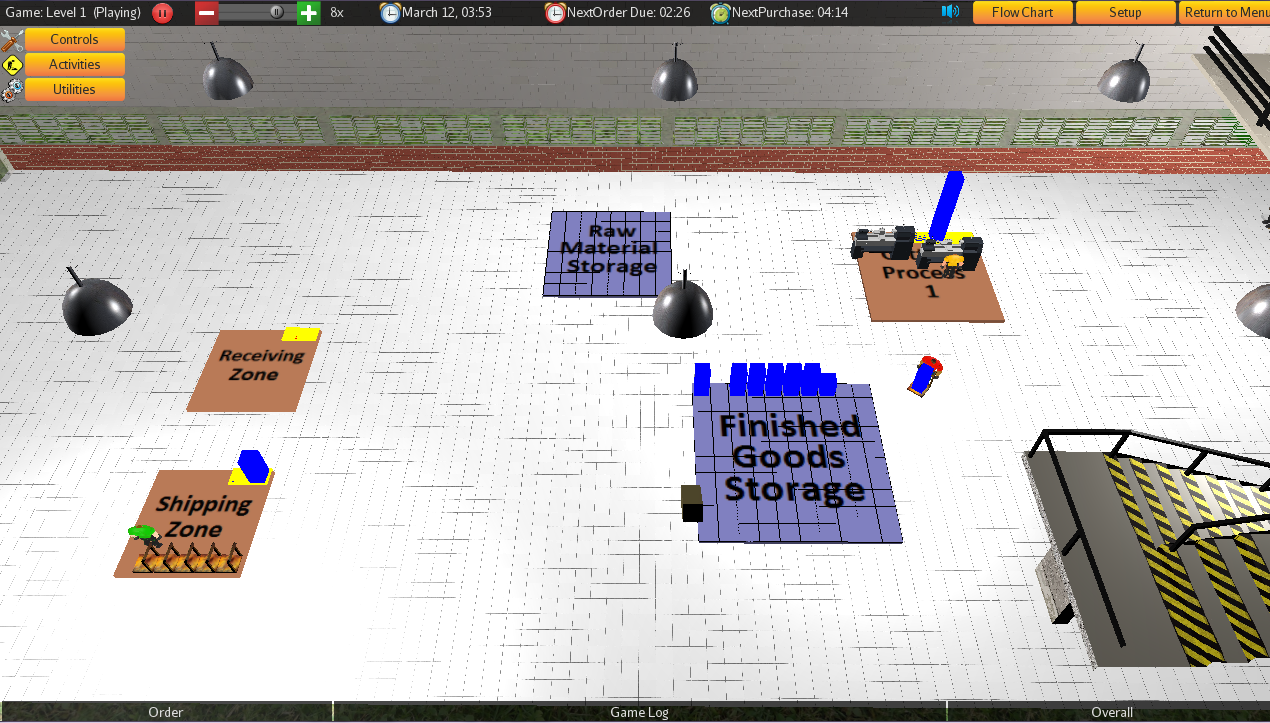 Game: Level 1 (Playing)
8x
March 12, 03:53
NextOrder Due: 02:26
NextPurchase: 04:14
Flow Chart
Setup
Return to Menu
Controls
Activities
Utilities
Raw
Material
Storage
Process
1
Receiving
Zone
Finished
Goods
Storage
Shipping
Zone
Order
Game Log
Overall